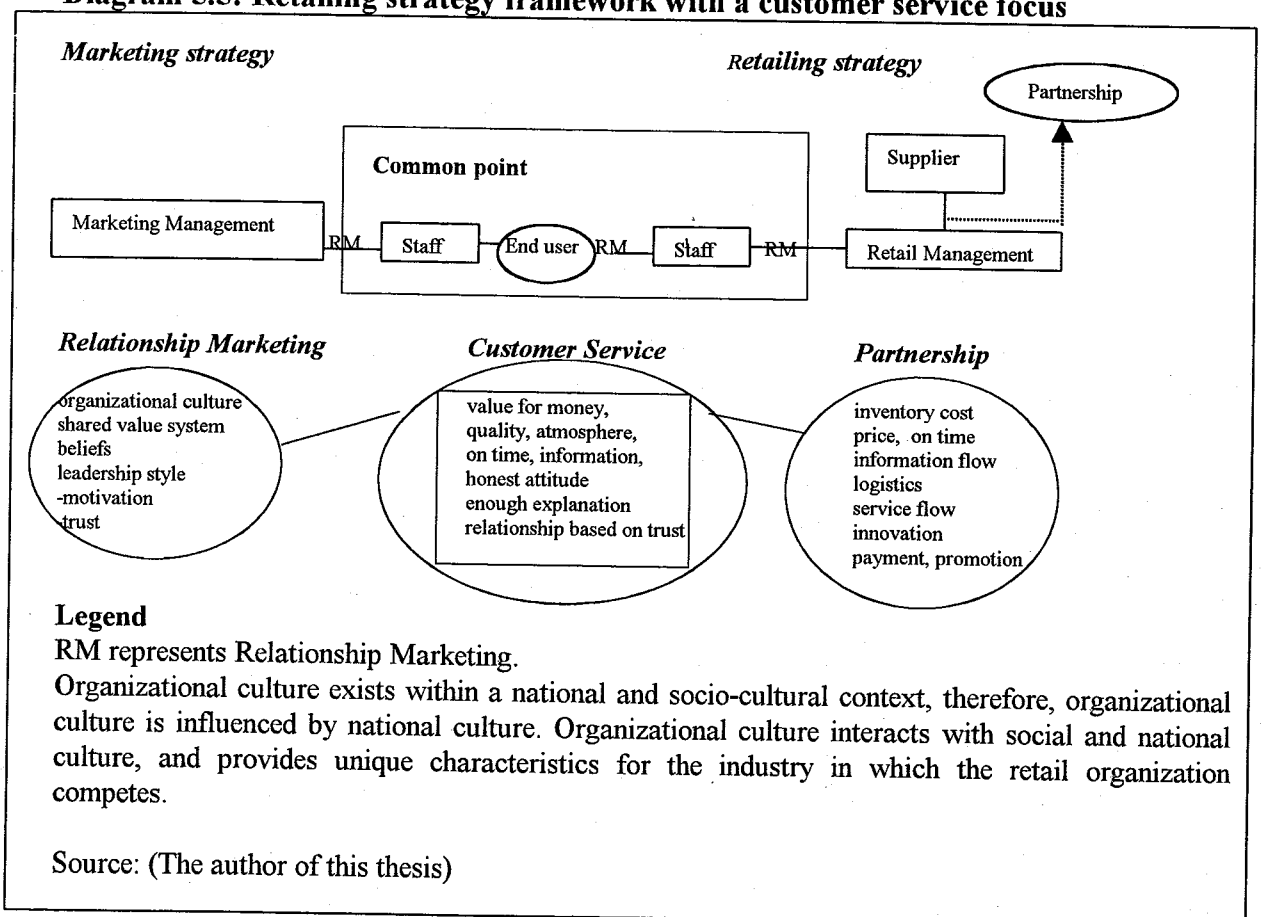 Retailing strategy framework with a customer service focus
Marketing strategy
Retailing strategy
Partnership
Supplier
Common point
Marketing Management
RM
Staff
End user
RM
Staff
RM
Retail Management
Relationship Marketing
organizational culture
shared value system
beliefs
leadership style
-motivation
-trust
Customer Service
value for money,
quality, atmosphere,
on time, information,
honest attitude
enough explanation
relationship based on trust
Partnership
inventory cost
price, on time
information flow
logistics
service flow
innovation
payment, promotion
Legend
RM represents Relationship Marketing.
Organizational culture exists within a national and socio-cultural context, therefore, organizational
culture is influenced by national culture. Organizational culture interacts with social and national
culture, and provides unique characteristics for the industry in which the retail organization
competes.
Source: (The author of this thesis)